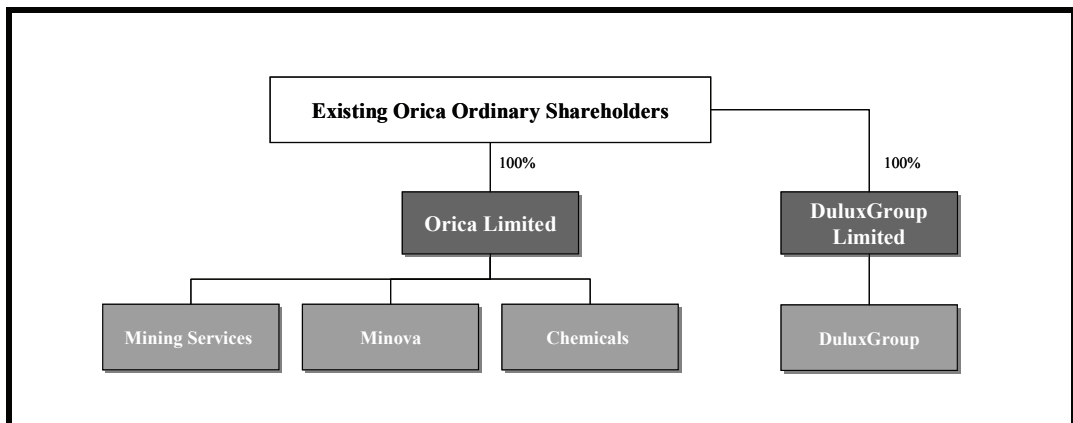 Existing Orica Ordinary Shareholders
100%
100%
Orica Limited
DuluxGroup
Limited
Mining Services
Minova
Chemicals
DuluxGroup